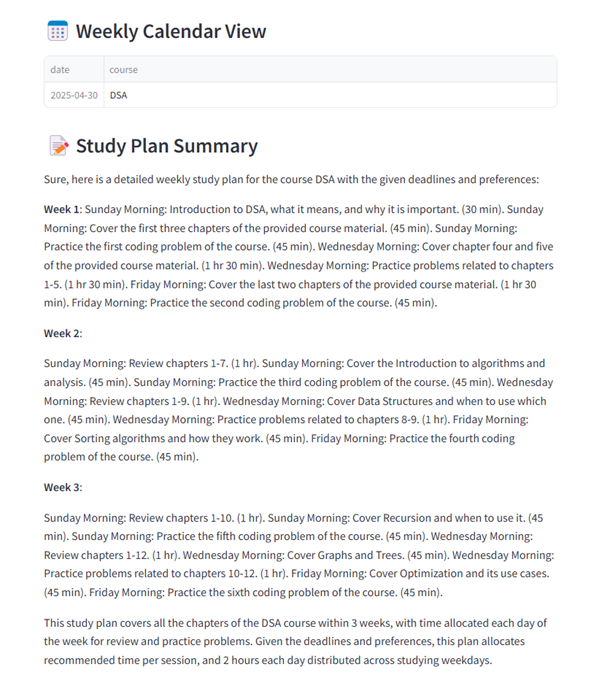 Weekly Calendar View
date course
2025-04-30 DSA
Study Plan Summary
Sure, here is a detailed weekly study plan for the course DSA with the given deadlines and preferences:
Week 1: Sunday Morning: Introduction to DSA, what it means, and why it is important. (30 min). Sunday
Morning: Cover the first three chapters of the provided course material. (45 min). Sunday Morning:
Practice the first coding problem of the course. (45 min). Wednesday Morning: Cover chapter four and five
of the provided course material. (1 hr 30 min). Wednesday Morning: Practice problems related to chapters
1-5. (1 hr 30 min). Friday Morning: Cover the last two chapters of the provided course material. (1 hr 30
min). Friday Morning: Practice the second coding problem of the course. (45 min).
Week 2:
Sunday Morning: Review chapters 1-7. (1 hr). Sunday Morning: Cover the Introduction to algorithms and
analysis. (45 min). Sunday Morning: Practice the third coding problem of the course. (45 min). Wednesday
Morning: Review chapters 1-9. (1 hr). Wednesday Morning: Cover Data Structures and when to use which
one. (45 min). Wednesday Morning: Practice problems related to chapters 8-9. (1 hr). Friday Morning:
Cover Sorting algorithms and how they work. (45 min). Friday Morning: Practice the fourth coding
problem of the course. (45 min).
Week 3:
Sunday Morning: Review chapters 1-10. (1 hr). Sunday Morning: Cover Recursion and when to use it. (45
min). Sunday Morning: Practice the fifth coding problem of the course. (45 min). Wednesday Morning:
Review chapters 1-12. (1 hr). Wednesday Morning: Cover Graphs and Trees. (45 min). Wednesday Morning:
Practice problems related to chapters 10-12. (1 hr). Friday Morning: Cover Optimization and its use cases.
(45 min). Friday Morning: Practice the sixth coding problem of the course. (45 min).
This study plan covers all the chapters of the DSA course within 3 weeks, with time allocated each day of
the week for review and practice problems. Given the deadlines and preferences, this plan allocates
recommended time per session, and 2 hours each day distributed across studying weekdays.